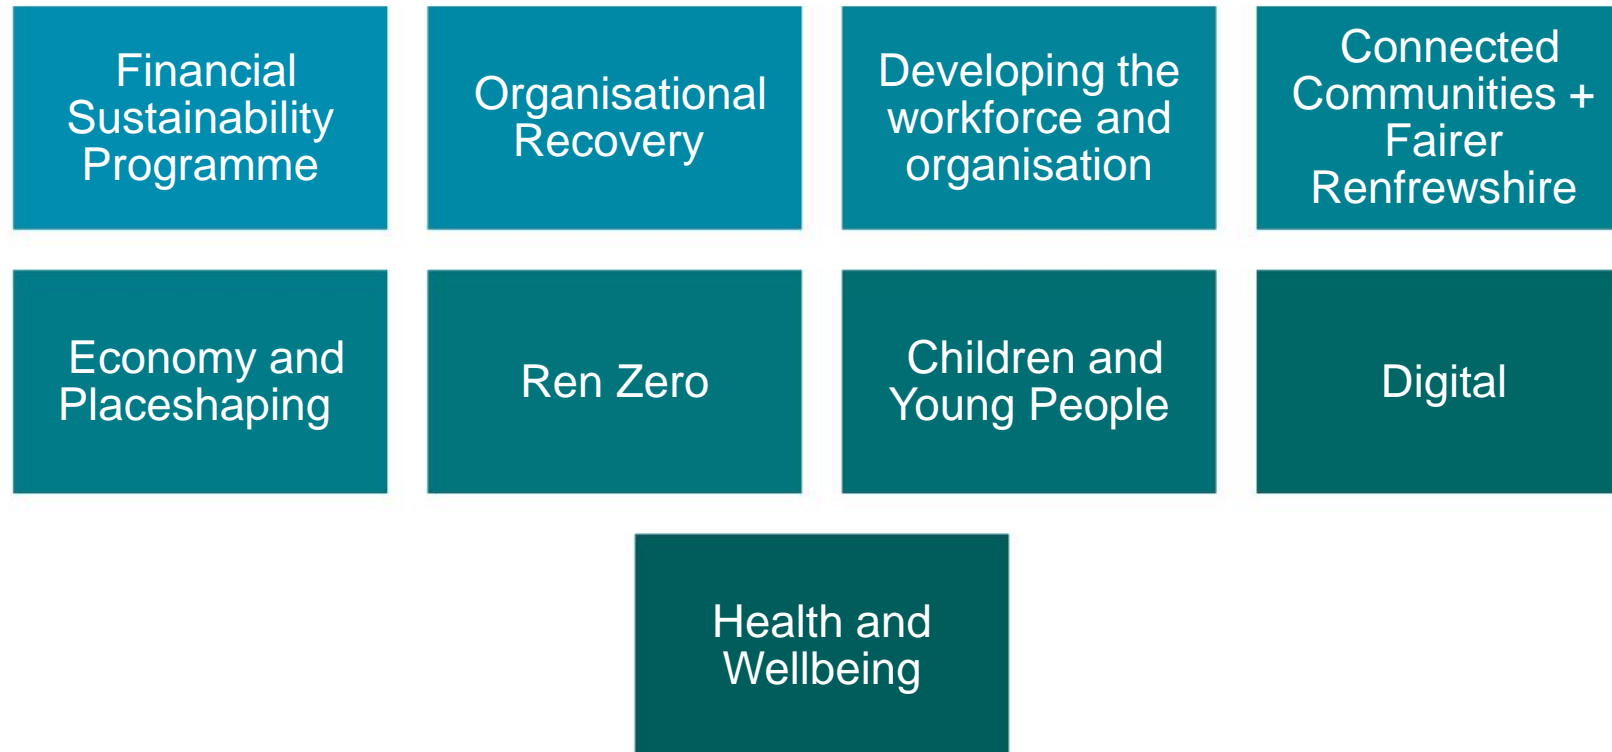 Financial
Sustainability
Programme
Organisational
Recovery
Developing the
workforce and
organisation
Connected
Communities +
Fairer
Renfrewshire
Economy and
Placeshaping
Ren Zero
Children and
Young People
Digital
Health and
Wellbeing